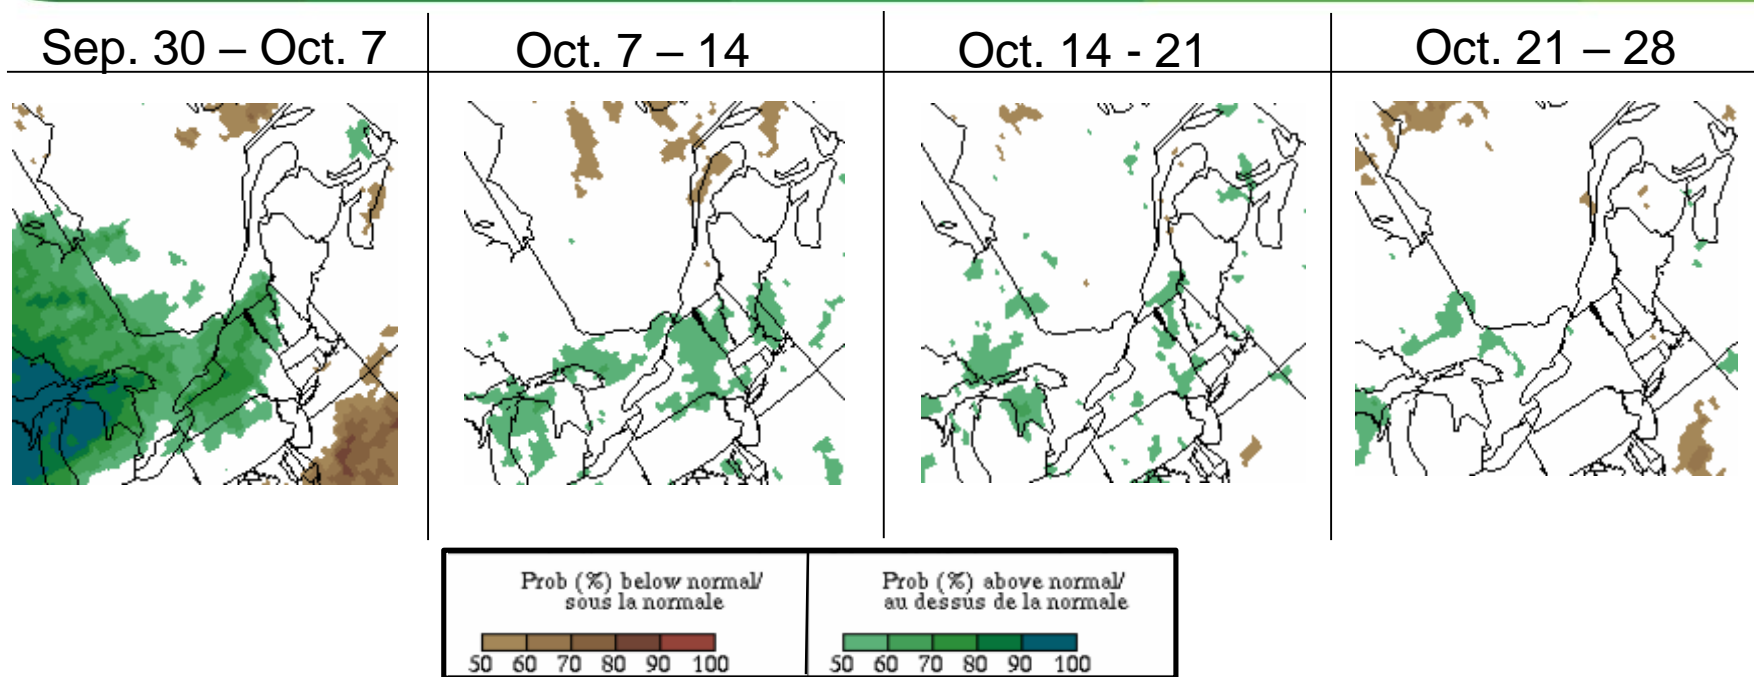 Sep. 30 – Oct. 7
Oct. 7 – 14
Oct. 14 - 21
Oct. 21 – 28
Prob (%) below normal/
sous la normale
50 60 70 80 90 100
Prob (%) above normal/
au dessus de la normale
50 60 70 80 90 100